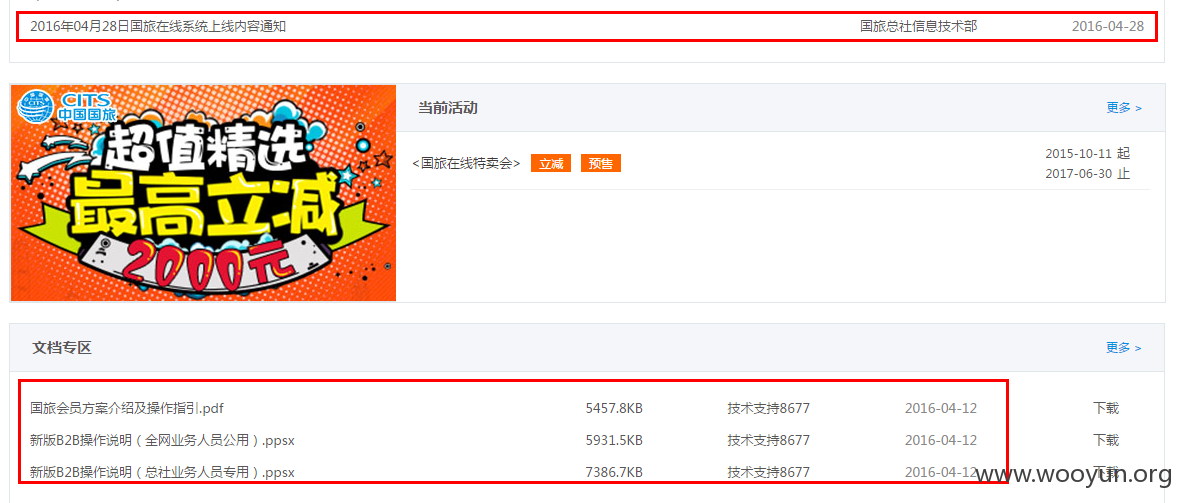 2016年04月28日国旅在线系统上线内容通知 国旅总社信息技术部 2016-04-28
CITS
中国国旅
超值精选
最高立减
2000元
当前活动 更多 >
<国旅在线特卖会> 立减 预售 2015-10-11 起
2017-06-30 止
文档专区 更多 >
国旅会员方案介绍及操作指引.pdf 5457.8KB 技术支持8677 2016-04-12 下载
新版B2B操作说明（全网业务人员公用）.ppsx 5931.5KB 技术支持8677 2016-04-12 下载
新版B2B操作说明（总社业务人员专用）.ppsx 7386.7KB 技术支持8677 2016-04-12 下载
www.wooyun.org